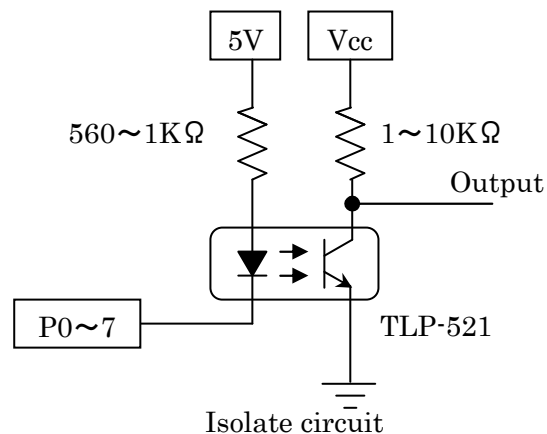 5V
Vcc
560～1KΩ
1～10KΩ
Output
P0～7
TLP-521
Isolate circuit